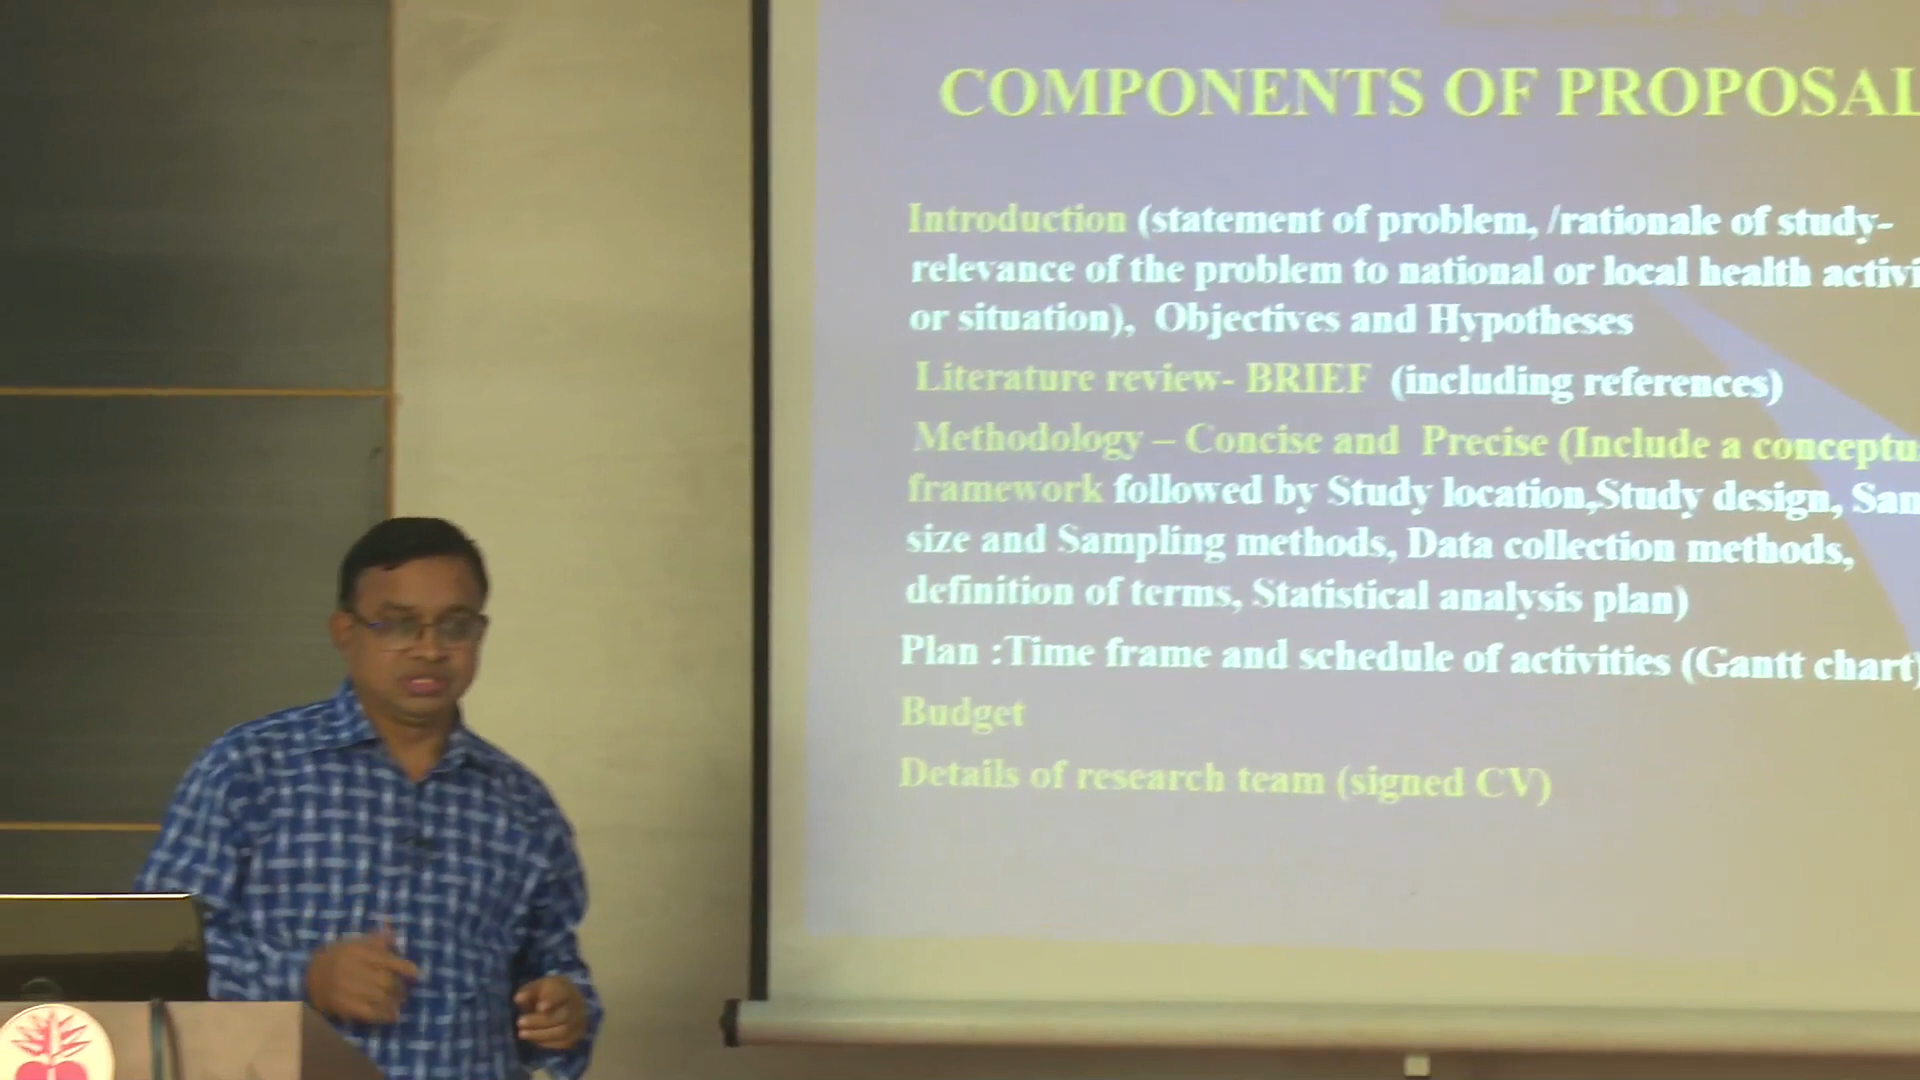 COMPONENTS OF PROPOSAL
Introduction (statement of problem, /rationale of study-
relevance of the problem to national or local health activi
or situation), Objectives and Hypotheses
Literature review- BRIEF (including references)
Methodology – Concise and Precise (Include a conceptu
framework followed by Study location,Study design, Sam
size and Sampling methods, Data collection methods,
definition of terms, Statistical analysis plan)
Plan :Time frame and schedule of activities (Gantt chart)
Budget
Details of research team (signed CV)